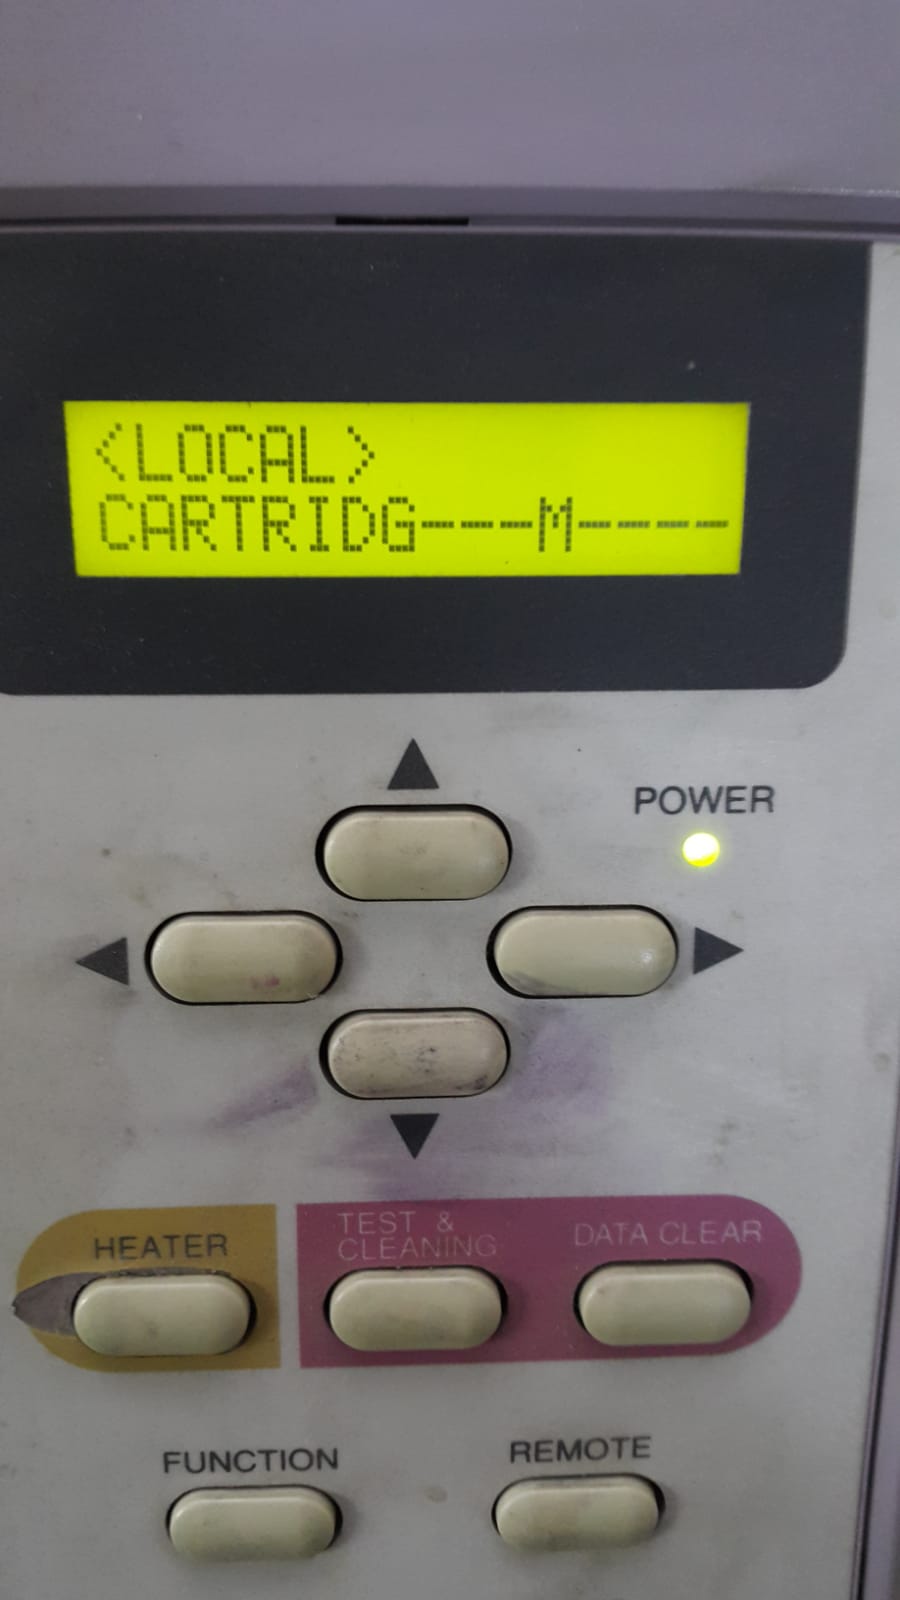 <LOCAL>
CARTRIDG---M----
POWER
HEATER
TEST &
CLEANING
DATA CLEAR
FUNCTION
REMOTE